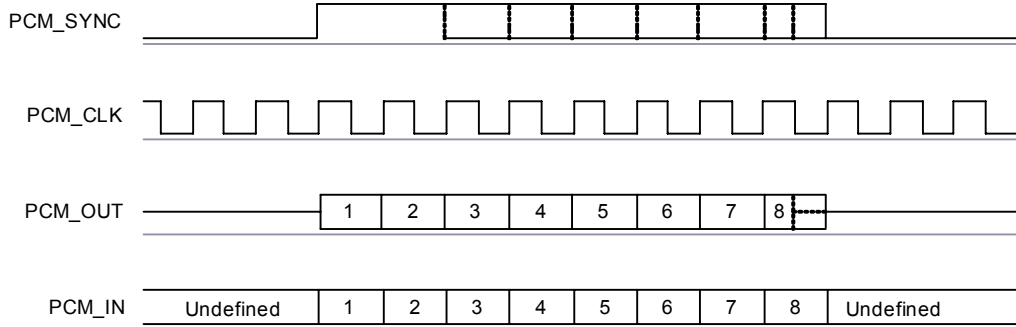 PCM_SYNC
PCM_CLK
PCM_OUT 1 2 3 4 5 6 7 8
PCM_IN Undefined 1 2 3 4 5 6 7 8 Undefined